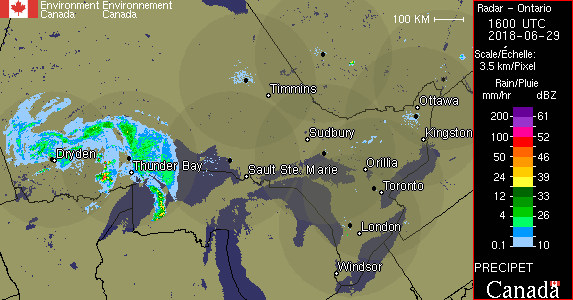 Environment Environnement
Canada Canada
100 KM
Timmins
Ottawa
Sudbury
Kingston
Dryden
Thunder Bay
Sault Ste. Marie
Orillia
Toronto
London
Windsor
Radar - Ontario
1600 UTC
2018-06-29
Scale/Échelle:
3.5 km/Pixel
Rain/Pluie
mm/hr dBZ
200 61
100 52
50 46
24 39
12 33
4 26
0.1 10
PRECIPET
Canada